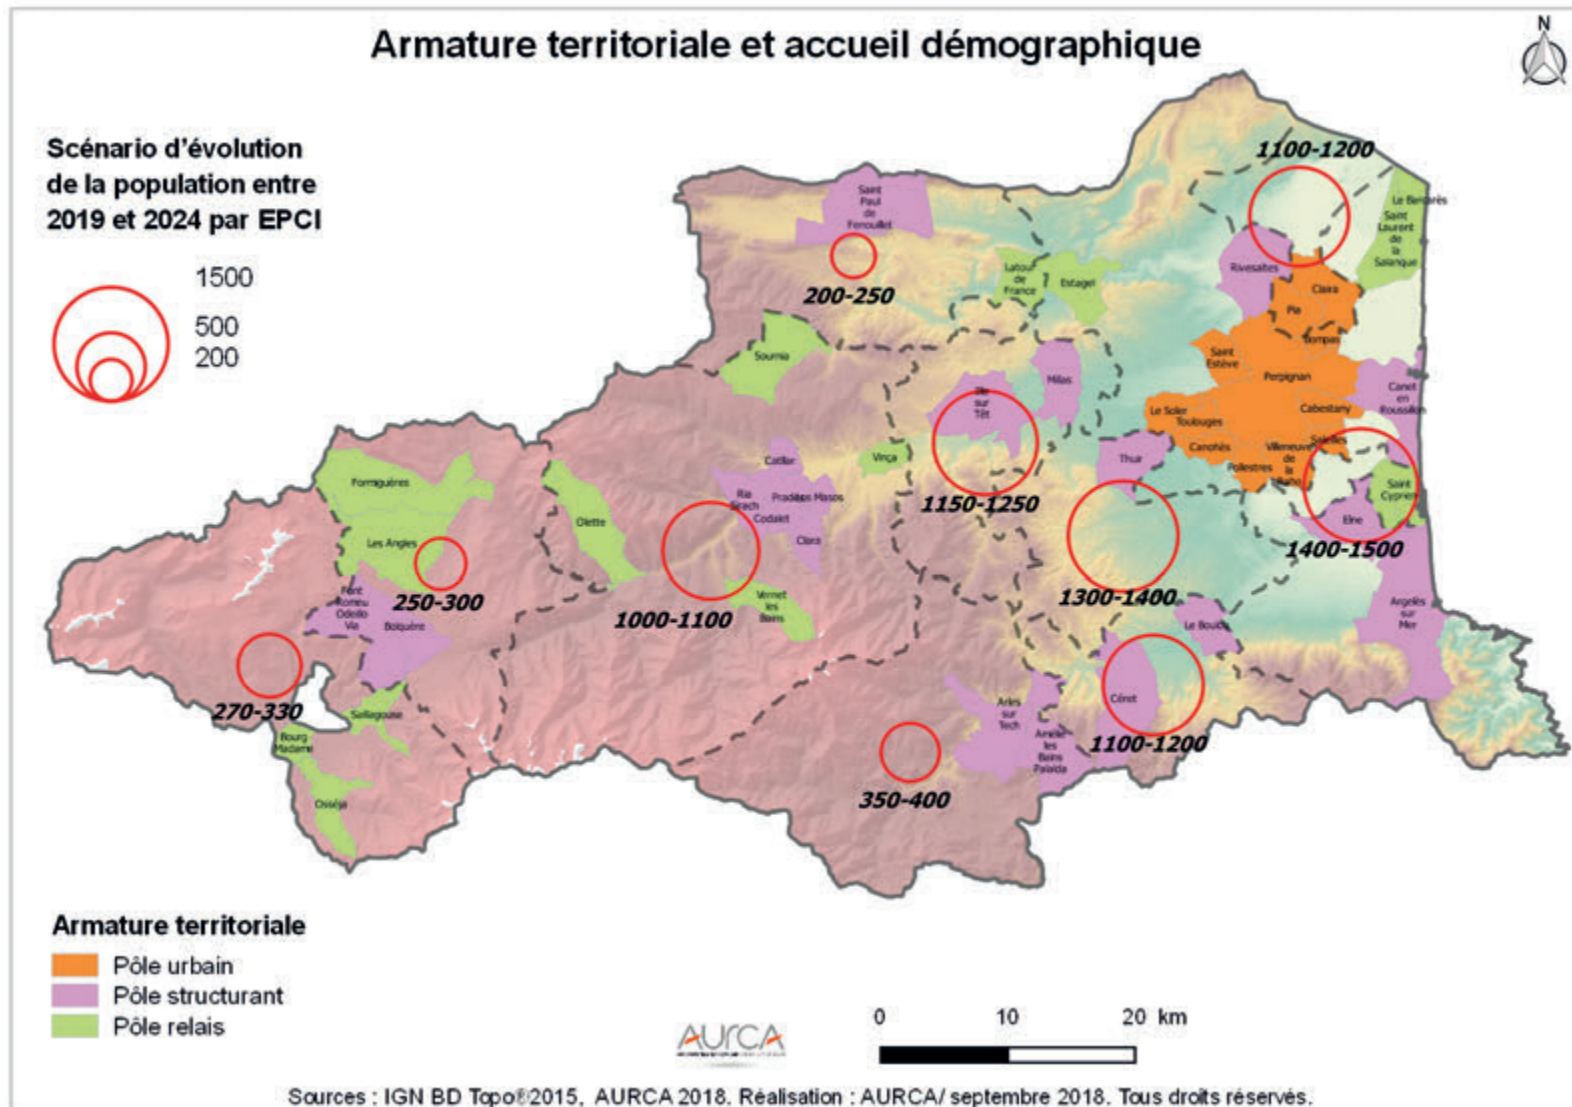 Armature territoriale et accueil démographique
N
Scénario d'évolution
de la population entre
2019 et 2024 par EPCI
1500
500
200
1100-1200
Le Barcarès
Saint
Laurent
de la
Salanque
Saint
Paul
de
Fenouillet
200-250
Latour
de
France
Estagel
Rivesaltes
Claira
Pia
Bompas
Saint
Estève
Perpignan
Canet
en
Roussillon
Cabestany
Le Soler
Toulouges
Canohès
Pollestres
Villeneuve
de
la
Raho
Saleilles
Saint
Cyprien
Elne
1400-1500
Sournia
Millas
Ille
sur
Têt
1150-1250
Thuir
1300-1400
Vinça
Catllar
Ria
Sirach
Prades
Los Masos
Codalet
Clara
1000-1100
Vernet
les
Bains
Olette
Formiguères
Les Angles
250-300
Font
Romeu
Odeillo
Via
Bolquère
270-330
Saillagouse
Bourg
Madame
Osséja
Le Boulou
Argelès
sur
Mer
Céret
1100-1200
Arles
sur
Tech
Amélie
les
Bains
Palalda
350-400
Armature territoriale
Pôle urbain
Pôle structurant
Pôle relais
AURCA
0 10 20 km
Sources : IGN BD Topo®2015, AURCA 2018. Réalisation : AURCA/ septembre 2018. Tous droits réservés.